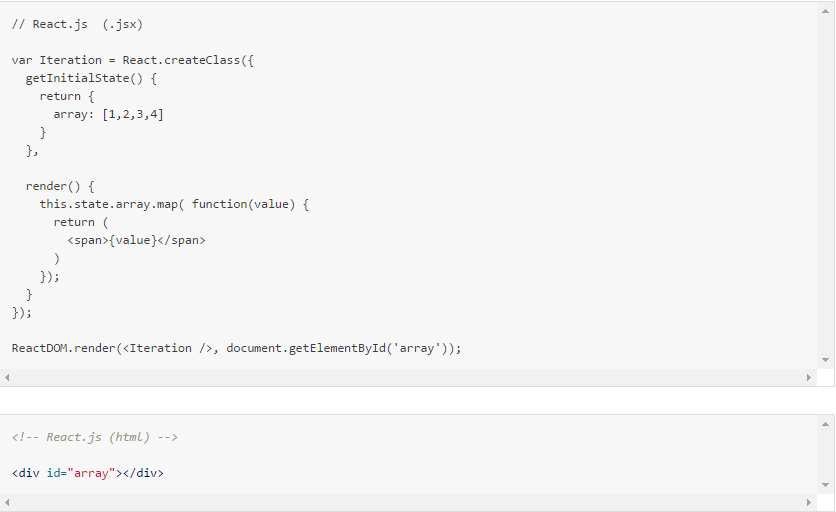 // React.js  (.jsx)
var Iteration = React.createClass({
  getInitialState() {
    return {
      array: [1,2,3,4]
    }
  },
  render() {
    this.state.array.map( function(value) {
      return (
        <span>{value}</span>
      )
    });
  }
});
ReactDOM.render(<Iteration />, document.getElementById('array'));
<!-- React.js (html) -->
<div id="array"></div>